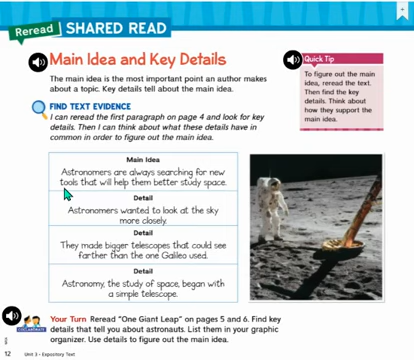 Reread SHARED READ
Main Idea and Key Details
The main idea is the most important point an author makes
about a topic. Key details tell about the main idea.
FIND TEXT EVIDENCE
I can reread the first paragraph on page 4 and look for key
details. Then I can think about what these details have in
common in order to figure out the main idea.
Quick Tip
To figure out the main
idea, reread the text.
Then find the key
details. Think about
how they support the
main idea.
Main Idea
Astronomers are always searching for new
tools that will help them better study space.
Detail
Astronomers wanted to look at the sky
more closely.
Detail
They made bigger telescopes that could see
farther than the one Galileo used.
Detail
Astronomy, the study of space, began with
a simple telescope.
COLLABORATE
Your Turn Reread "One Giant Leap" on pages 5 and 6. Find key
details that tell you about astronauts. List them in your graphic
organizer. Use details to figure out the main idea.
12 Unit 3 - Expository Text